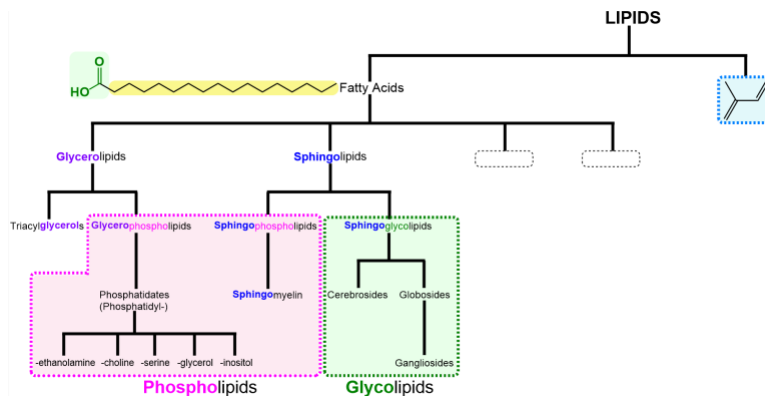 LIPIDS
O
HO
Fatty Acids
Glycerolipids
Sphingolipids
Triacylglycerols
Glycerophospholipids
Sphingophospholipids
Sphingoglycolipids
Phosphatidates
(Phosphatidyl-)
Sphingomyelin
Cerebrosides
Globosides
-ethanolamine
-choline
-serine
-glycerol
-inositol
Gangliosides
Phospholipids
Glycolipids